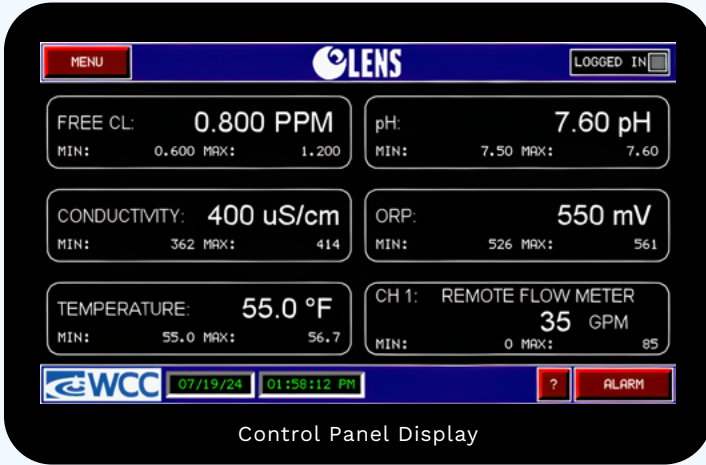 MENU
LENS
LOGGED IN
FREE CL: 0.800 PPM
MIN: 0.600 MAX: 1.200
pH: 7.60 pH
MIN: 7.50 MAX: 7.60
CONDUCTIVITY: 400 uS/cm
MIN: 362 MAX: 414
ORP: 550 mV
MIN: 526 MAX: 561
TEMPERATURE: 55.0 °F
MIN: 55.0 MAX: 56.7
CH 1: REMOTE FLOW METER
35 GPM
MIN: 0 MAX: 85
WCC
07/19/24
01:58:12 PM
?
ALARM
Control Panel Display